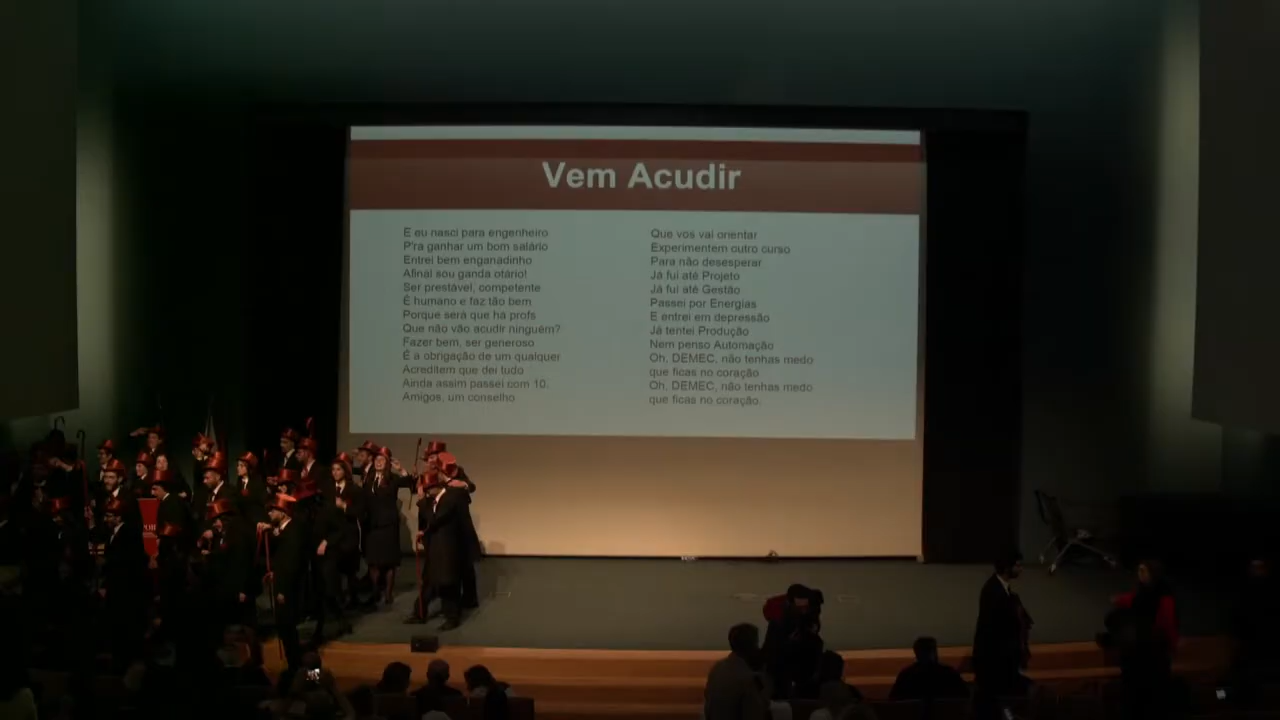 Vem Acudir
E eu nasci para engenheiro
P'ra ganhar um bom salário
Entrei bem enganadinho
Afinal sou ganda otário!
Ser prestável, competente
É humano e faz tão bem
Porque será que há profs
Que não vão acudir ninguém?
Fazer bem, ser generoso
É a obrigação de um qualquer
Acreditem que dei tudo
Ainda assim passei com 10.
Amigos, um conselho
Que vos vai orientar
Experimentem outro curso
Para não desesperar
Já fui até Projeto
Já fui até Gestão
Passei por Energias
E entrei em depressão
Já tentei Produção
Nem penso Automação
Oh, DEMEC, não tenhas medo
que ficas no coração
Oh, DEMEC, não tenhas medo
que ficas no coração.